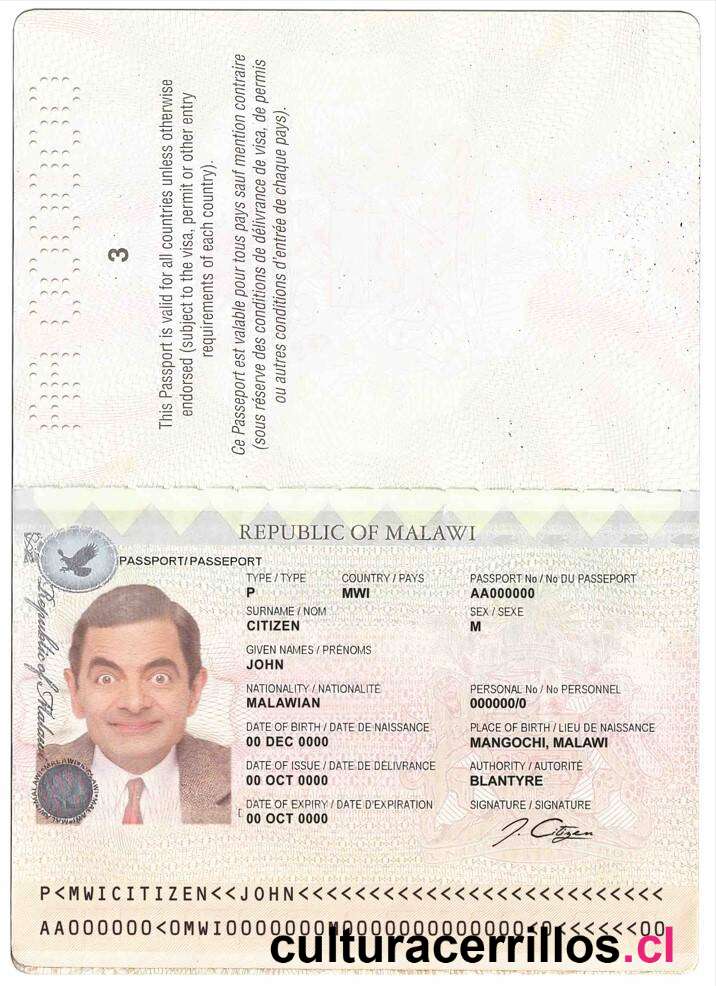 3
This Passport is valid for all countries unless otherwise
endorsed (subject to the visa, permit or other entry
requirements of each country).
Ce Passeport est valable pour tous pays sauf mention contraire
(sous réserve des conditions de délivrance de visa, de permis
ou autres conditions d'entrée de chaque pays).
REPUBLIC OF MALAWI
PASSPORT/PASSEPORT
TYPE / TYPE COUNTRY / PAYS PASSPORT No / No DU PASSEPORT
P MWI AA000000
SURNAME / NOM SEX / SEXE
CITIZEN M
GIVEN NAMES / PRÉNOMS
JOHN
NATIONALITY / NATIONALITÉ PERSONAL No / No PERSONNEL
MALAWIAN 000000/0
DATE OF BIRTH / DATE DE NAISSANCE PLACE OF BIRTH / LIEU DE NAISSANCE
00 DEC 0000 MANGOCHI, MALAWI
DATE OF ISSUE / DATE DE DÉLIVRANCE AUTHORITY / AUTORITÉ
00 OCT 0000 BLANTYRE
DATE OF EXPIRY / DATE D'EXPIRATION SIGNATURE / SIGNATURE
00 OCT 0000 J. Citizen
Republic of Malawi
P<MWICITIZEN<<JOHN<<<<<<<<<<<<<<<<<<<<<<<<<<
AA000000<0MWI0000000M0000000000000<0<<<<<<00
culturacerrillos.cl